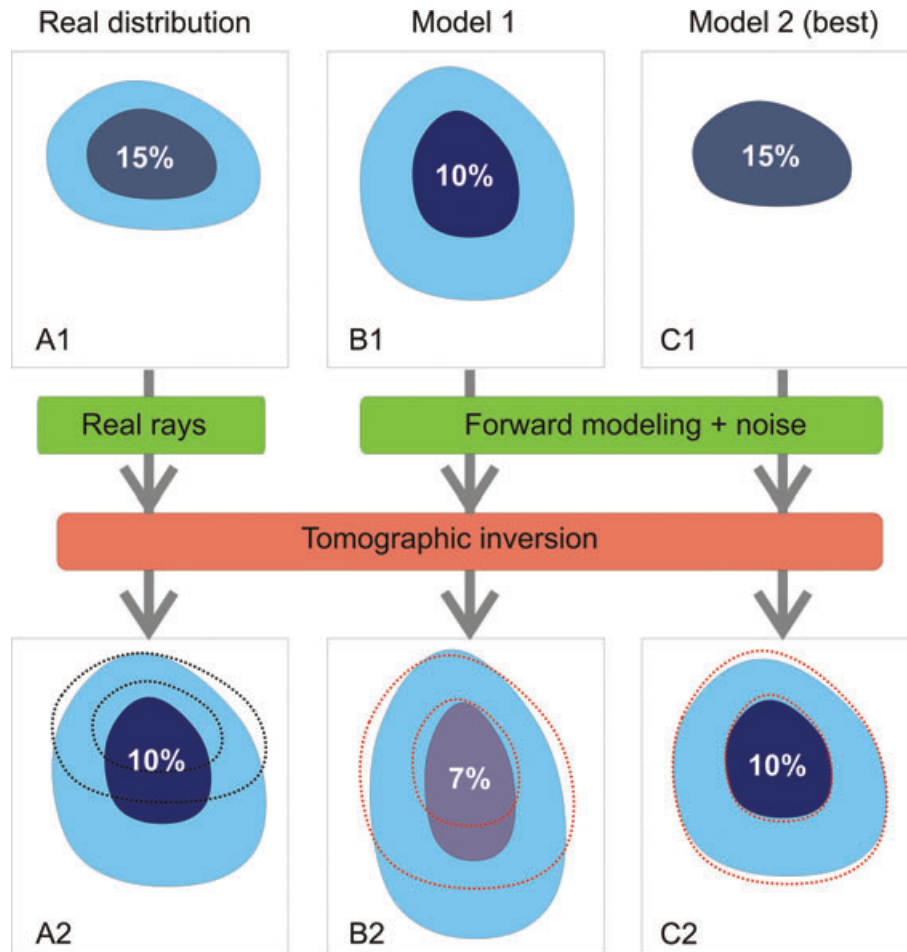 Real distribution
Model 1
Model 2 (best)
15%
10%
15%
A1
B1
C1
Real rays
Forward modeling + noise
Tomographic inversion
10%
7%
10%
A2
B2
C2